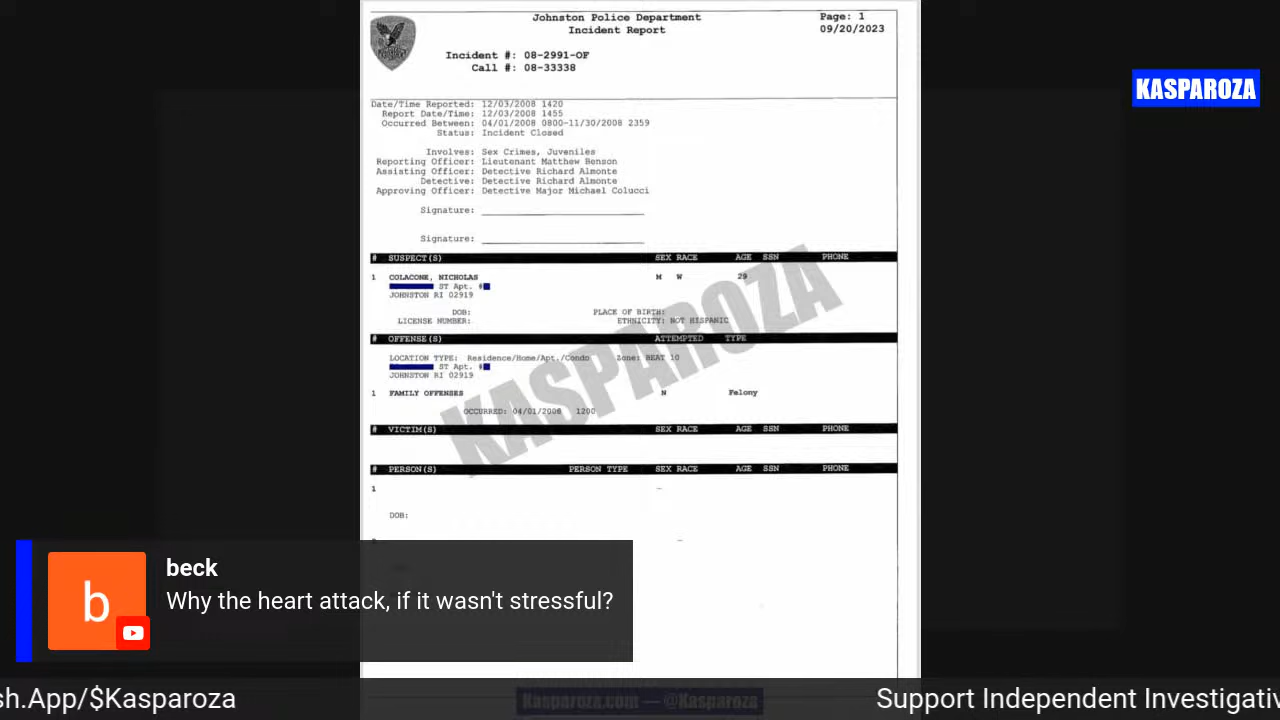 Johnston Police Department
Incident Report
Page: 1
09/20/2023
Incident #: 08-2991-OF
Call #: 08-33338
KASPAROZA
Date/Time Reported: 12/03/2008 1420
Report Date/Time: 12/03/2008 1455
Occurred Between: 04/01/2008 0800-11/30/2008 2359
Status: Incident Closed
Involves: Sex Crimes, Juveniles
Reporting Officer: Lieutenant Matthew Benson
Assisting Officer: Detective Richard Almonte
Detective: Detective Richard Almonte
Approving Officer: Detective Major Michael Colucci
Signature:
Signature:
# SUSPECT(S) SEX RACE AGE SSN PHONE
1 COLACONE, NICHOLAS M W 29
ST Apt. #
JOHNSTON RI 02919
DOB: PLACE OF BIRTH:
LICENSE NUMBER: ETHNICITY: NOT HISPANIC
# OFFENSE(S) ATTEMPTED TYPE
LOCATION TYPE: Residence/Home/Apt./Condo Zone: BEAT 10
ST Apt. #
JOHNSTON RI 02919
1 FAMILY OFFENSES N Felony
OCCURRED: 04/01/2008 1200
KASPAROZA
# VICTIM(S) SEX RACE AGE SSN PHONE
# PERSON(S) PERSON TYPE SEX RACE AGE SSN PHONE
1
DOB:
b
beck
Why the heart attack, if it wasn't stressful?
sh.App/$Kasparoza
Kasparoza.com — @Kasparoza
Support Independent Investigativ